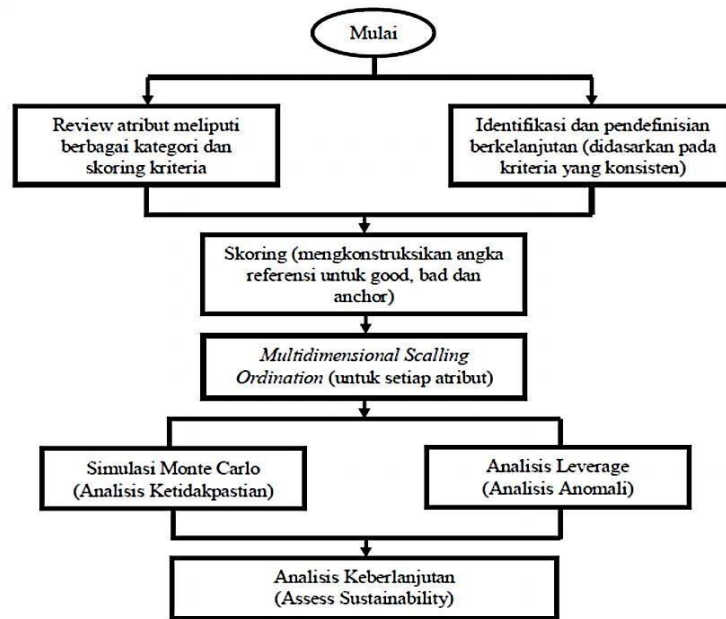 Mulai
Review atribut meliputi
berbagai kategori dan
skoring kriteria
Identifikasi dan pendefinisian
berkelanjutan (didasarkan pada
kriteria yang konsisten)
Skoring (mengkonstruksikan angka
referensi untuk good, bad dan
anchor)
Multidimensional Scalling
Ordination (untuk setiap atribut)
Simulasi Monte Carlo
(Analisis Ketidakpastian)
Analisis Leverage
(Analisis Anomali)
Analisis Keberlanjutan
(Assess Sustainability)